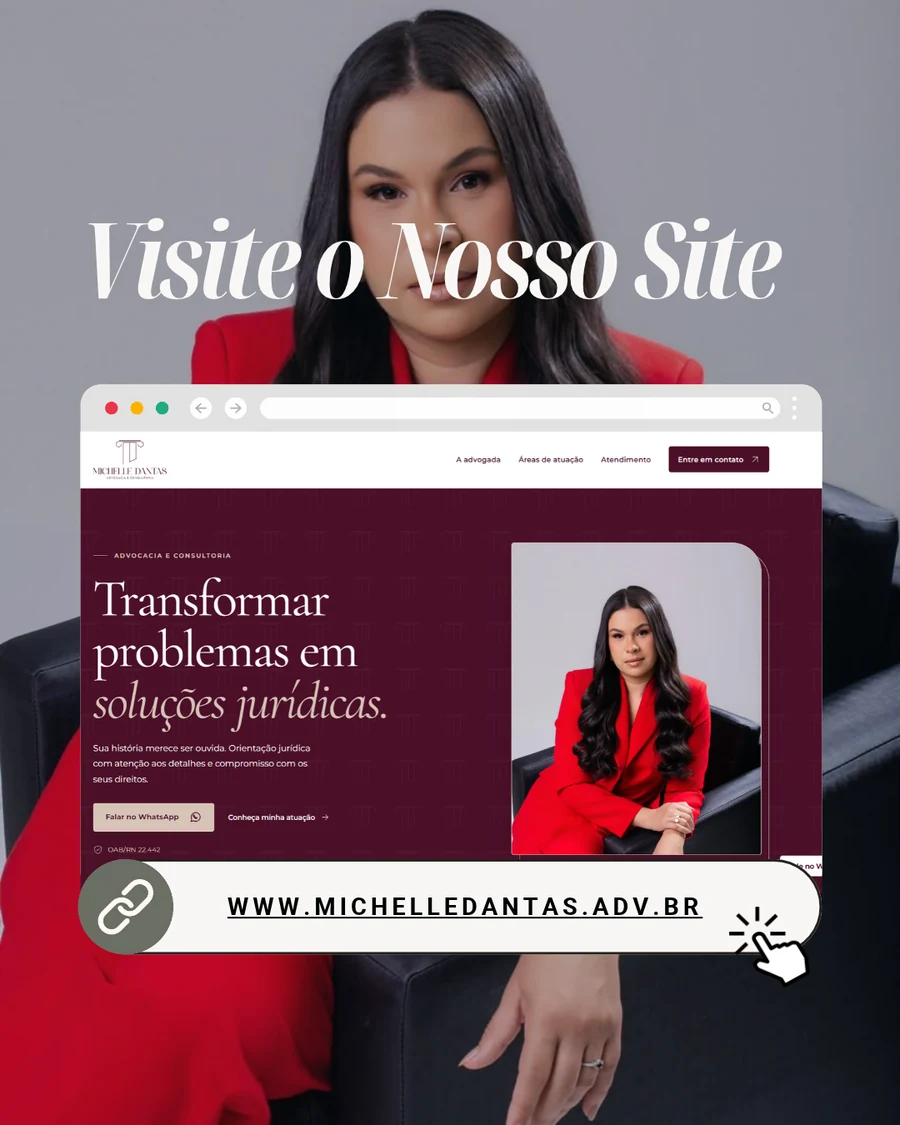 Visite o Nosso Site
MICHELLE DANTAS
ADVOCACIA E CONSULTORIA
A advogada
Áreas de atuação
Atendimento
Entre em contato
ADVOCACIA E CONSULTORIA
Transformar
problemas em
soluções jurídicas.
Sua história merece ser ouvida. Orientação jurídica
com atenção aos detalhes e compromisso com os
seus direitos.
Falar no WhatsApp
Conheça minha atuação
OAB/RN 22.442
WWW.MICHELLEDANTAS.ADV.BR